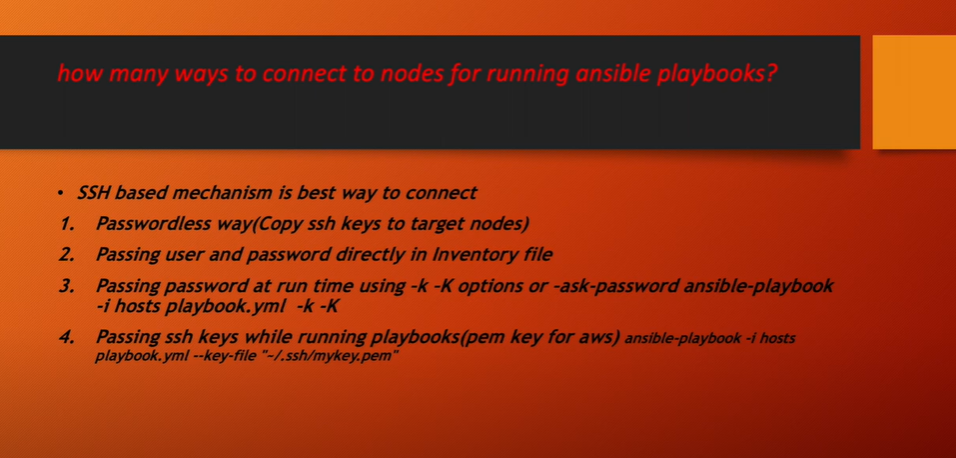 how many ways to connect to nodes for running ansible playbooks?
• SSH based mechanism is best way to connect
1. Passwordless way(Copy ssh keys to target nodes)
2. Passing user and password directly in Inventory file
3. Passing password at run time using -k -K options or -ask-password ansible-playbook
-i hosts playbook.yml -k -K
4. Passing ssh keys while running playbooks(pem key for aws) ansible-playbook -i hosts
playbook.yml --key-file "~/.ssh/mykey.pem"